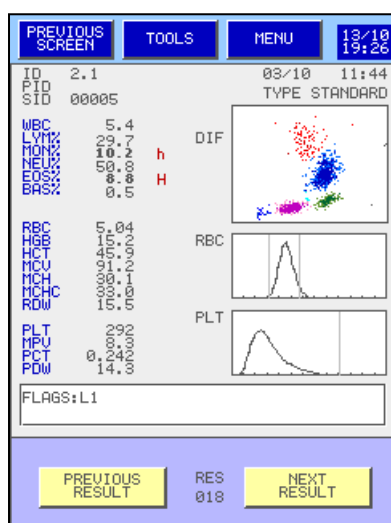 PREVIOUS SCREEN TOOLS MENU 13/10 19:26
ID 2.1 03/10 11:44
PID TYPE STANDARD
SID 00005
WBC 5.4 DIF
LYM% 29.7
MON% 10.2 h
NEU% 50.8
EOS% 8.8 H
BAS% 0.5
RBC 5.04 RBC
HGB 15.2
HCT 45.9
MCV 91.2
MCH 30.1
MCHC 33.0
RDW 15.5
PLT 292 PLT
MPV 8.3
PCT 0.242
PDW 14.3
FLAGS:L1
PREVIOUS RESULT RES 018 NEXT RESULT